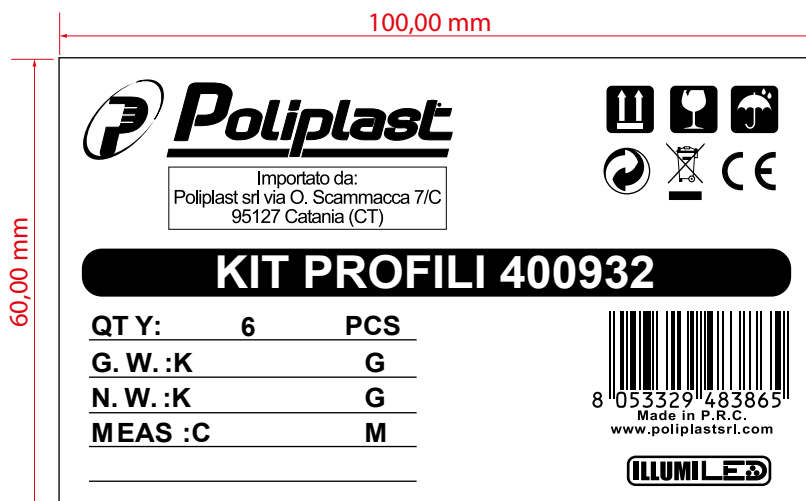 100,00 mm
60,00 mm
Poliplast
Importato da:
Poliplast srl via O. Scammacca 7/C
95127 Catania (CT)
CE
KIT PROFILI 400932
QT Y: 6 PCS
G. W. :K G
N. W. :K G
MEAS :C M
8 053329 483865
Made in P.R.C.
www.poliplastsrl.com
ILLUMILED